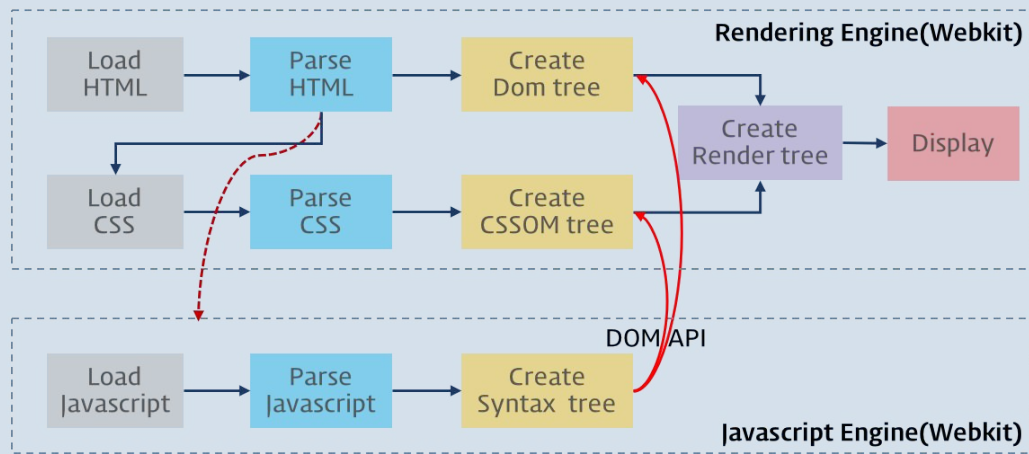 Rendering Engine(Webkit)
Load
HTML
Parse
HTML
Create
Dom tree
Create
Render tree
Display
Load
CSS
Parse
CSS
Create
CSSOM tree
DOM API
Load
Javascript
Parse
Javascript
Create
Syntax tree
Javascript Engine(Webkit)